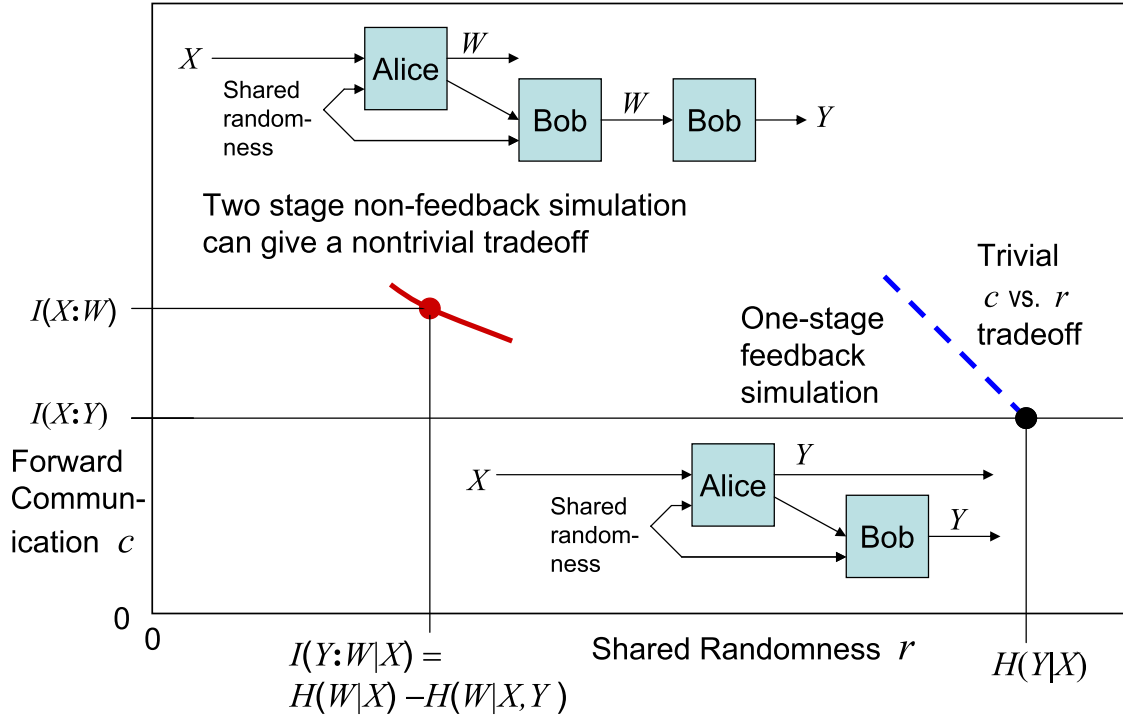 X
Alice
W
Shared
random-
ness
Bob
W
Bob
Y
Two stage non-feedback simulation
can give a nontrivial tradeoff
Trivial
c vs. r
tradeoff
One-stage
feedback
simulation
I(X:W)
I(X:Y)
Forward
Commun-
ication c
X
Alice
Y
Shared
random-
ness
Bob
Y
0
0
I(Y:W|X) =
H(W|X) –H(W|X,Y)
Shared Randomness r
H(Y|X)